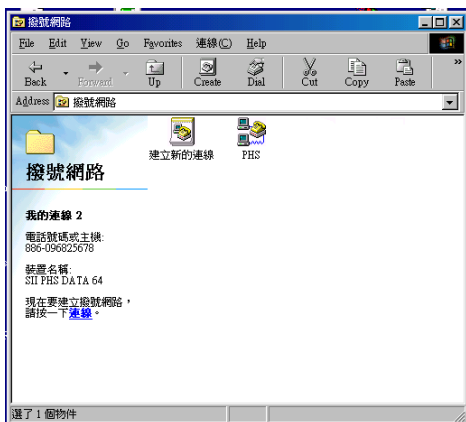 撥號網路
File Edit View Go Favorites 連線(C) Help
Back Forward Up Create Dial Cut Copy Paste »
Address 撥號網路
撥號網路
建立新的連線 PHS
我的連線 2
電話號碼或主機:
886-096825678
裝置名稱:
SII PHS DATA 64
現在要建立撥號網路，
請按一下連線。
選了 1 個物件